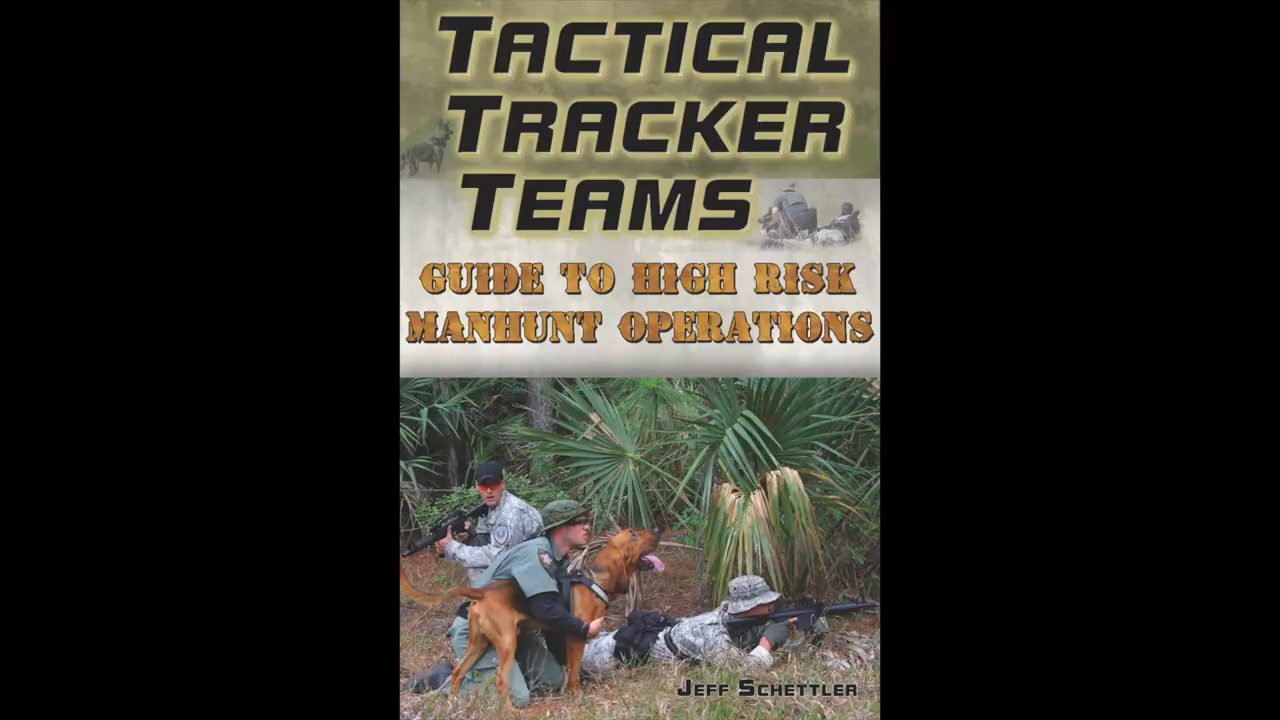 TACTICAL
TRACKER
TEAMS
GUIDE TO HIGH RISK
MANHUNT OPERATIONS
JEFF SCHETTLER